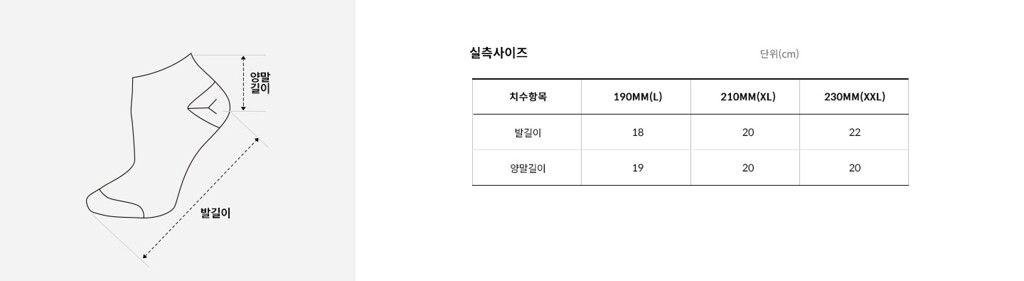 양말
길이
발길이
실측사이즈 단위(cm)
치수항목 190MM(L) 210MM(XL) 230MM(XXL)
발길이 18 20 22
양말길이 19 20 20